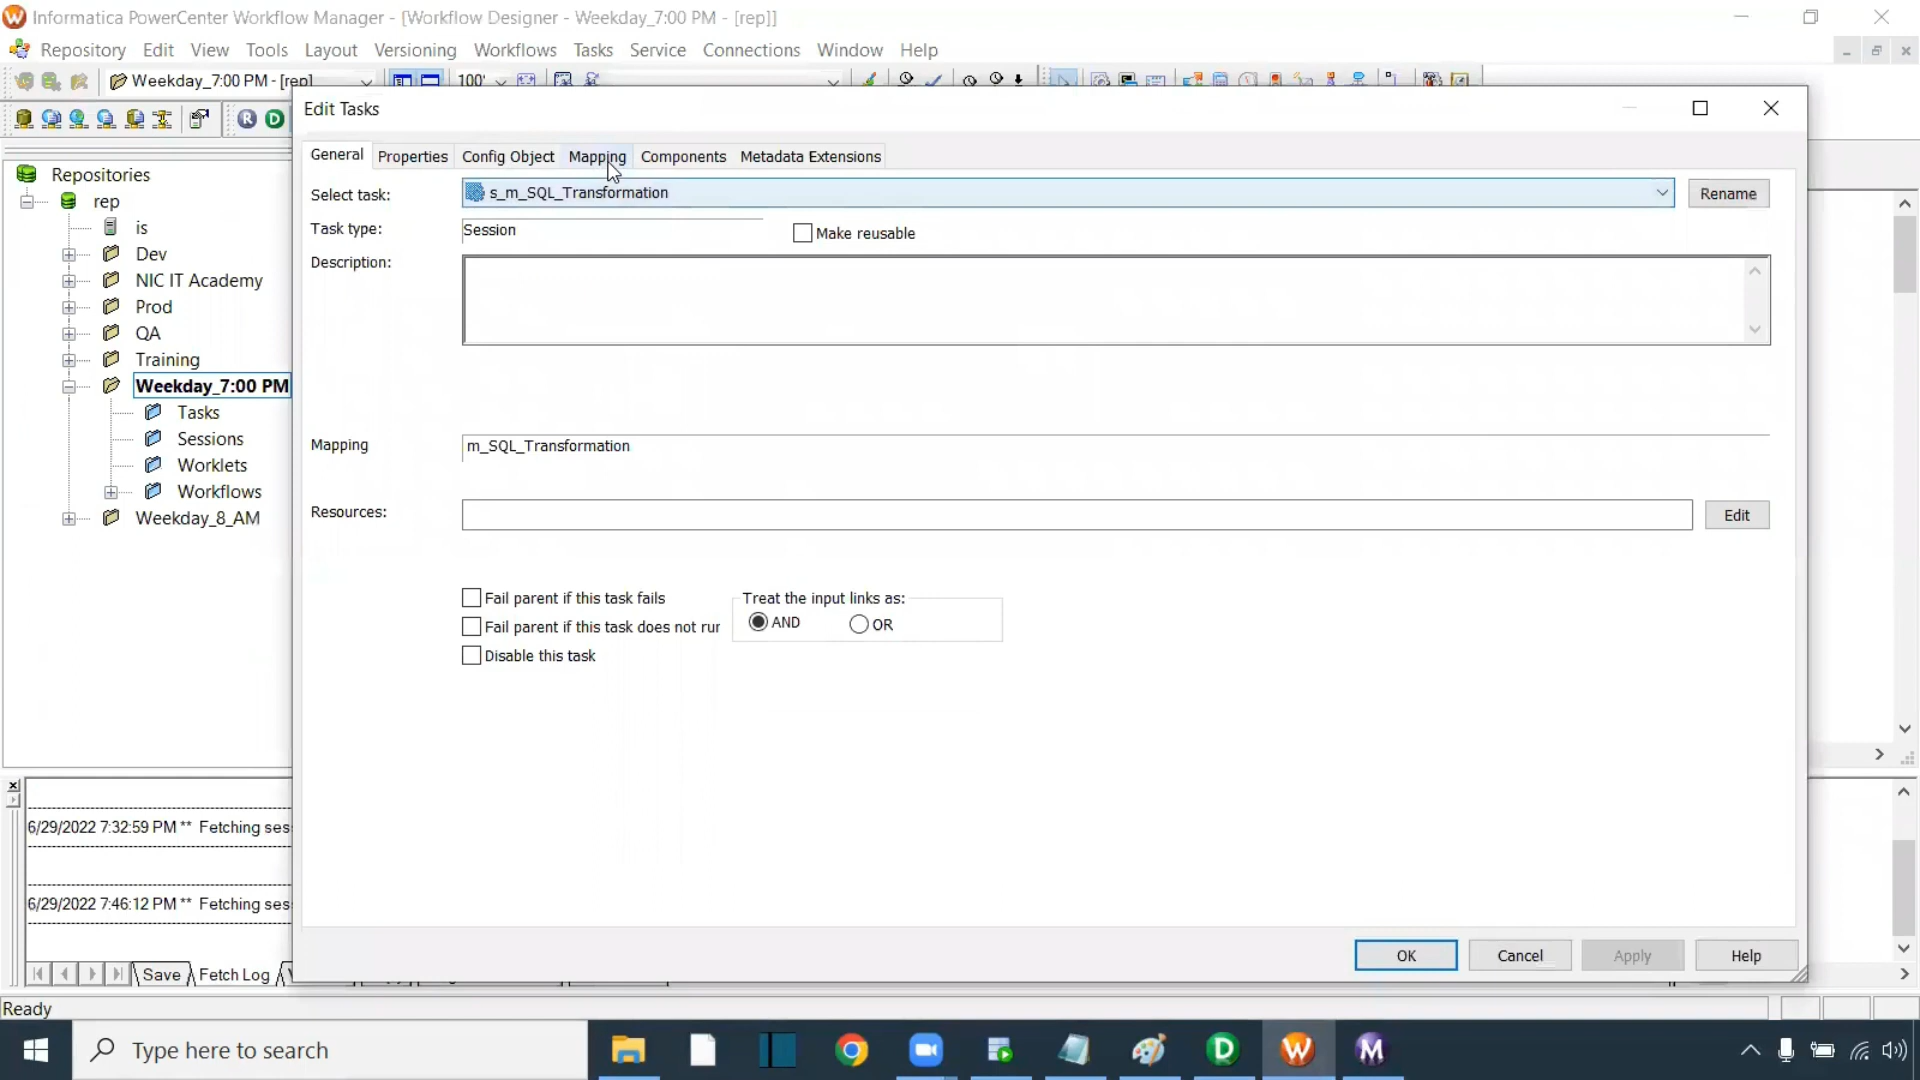 Informatica PowerCenter Workflow Manager - [Workflow Designer - Weekday_7:00 PM - [rep]]
Repository Edit View Tools Layout Versioning Workflows Tasks Service Connections Window Help
Weekday_7:00 PM - [rep] 100'
R D
Edit Tasks
General Properties Config Object Mapping Components Metadata Extensions
Select task: s_m_SQL_Transformation Rename
Task type: Session Make reusable
Description:
Mapping m_SQL_Transformation
Resources: Edit
Fail parent if this task fails
Fail parent if this task does not rur
Disable this task
Treat the input links as:
AND OR
OK Cancel Apply Help
Repositories
rep
is
Dev
NIC IT Academy
Prod
QA
Training
Weekday_7:00 PM
Tasks
Sessions
Worklets
Workflows
Weekday_8_AM
6/29/2022 7:32:59 PM ** Fetching ses
6/29/2022 7:46:12 PM ** Fetching ses
Save Fetch Log
Ready
Type here to search
D W M